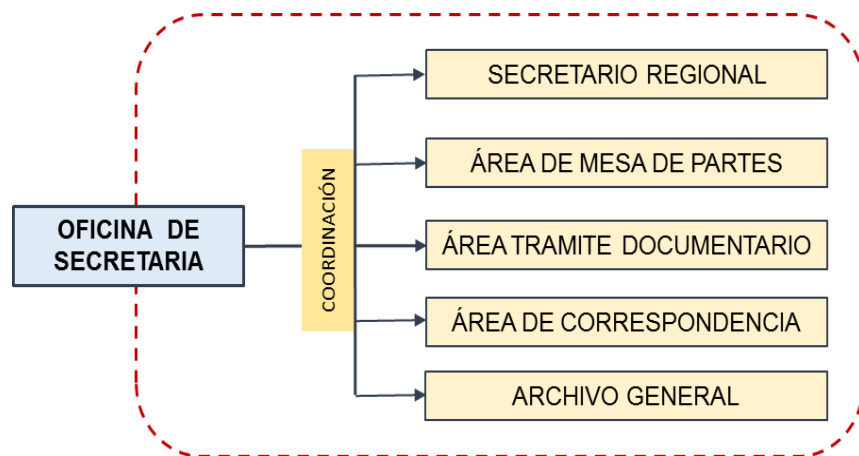 OFICINA DE
SECRETARIA
COORDINACIÓN
SECRETARIO REGIONAL
ÁREA DE MESA DE PARTES
ÁREA TRAMITE DOCUMENTARIO
ÁREA DE CORRESPONDENCIA
ARCHIVO GENERAL